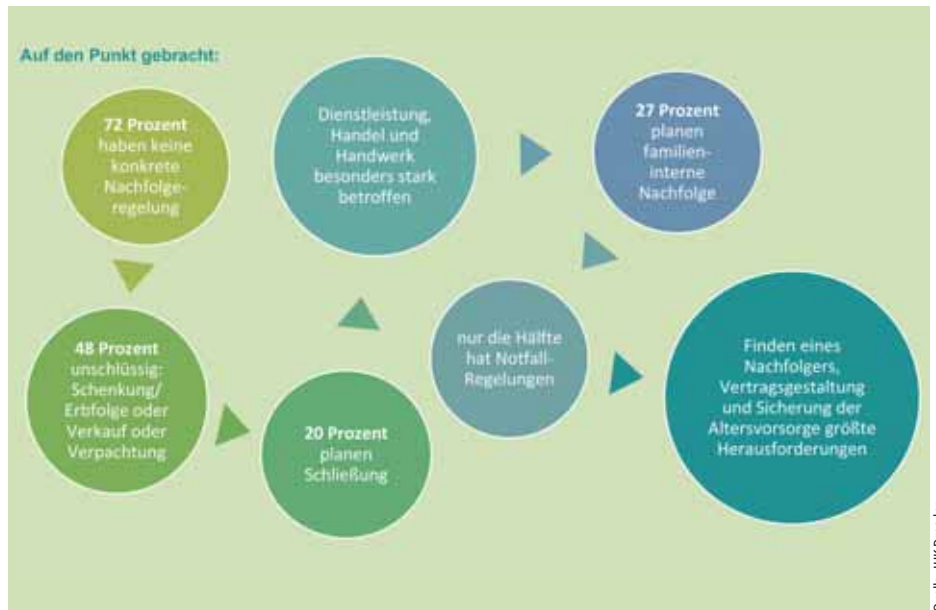 Auf den Punkt gebracht:
72 Prozent
haben keine
konkrete
Nachfolge-
regelung
48 Prozent
unschlüssig:
Schenkung/
Erbfolge oder
Verkauf oder
Verpachtung
20 Prozent
planen
Schließung
Dienstleistung,
Handel und
Handwerk
besonders stark
betroffen
27 Prozent
planen
familien-
interne
Nachfolge
nur die Hälfte
hat Notfall-
Regelungen
Finden eines
Nachfolgers,
Vertragsgestaltung
und Sicherung der
Altersvorsorge größte
Herausforderungen